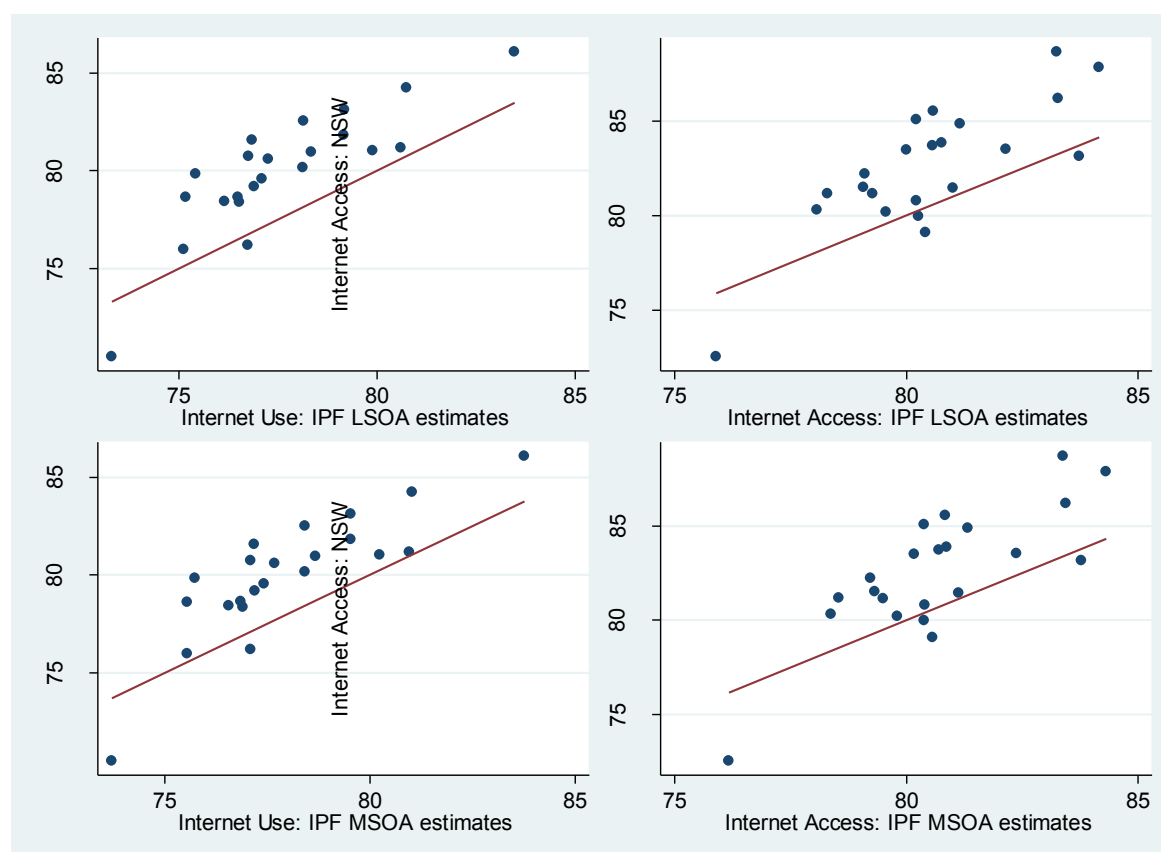 85
80
75
Internet Access: NSW
75 80 85
Internet Use: IPF LSOA estimates
85
80
75
75 80 85
Internet Access: IPF LSOA estimates
85
80
75
Internet Access: NSW
75 80 85
Internet Use: IPF MSOA estimates
85
80
75
75 80 85
Internet Access: IPF MSOA estimates